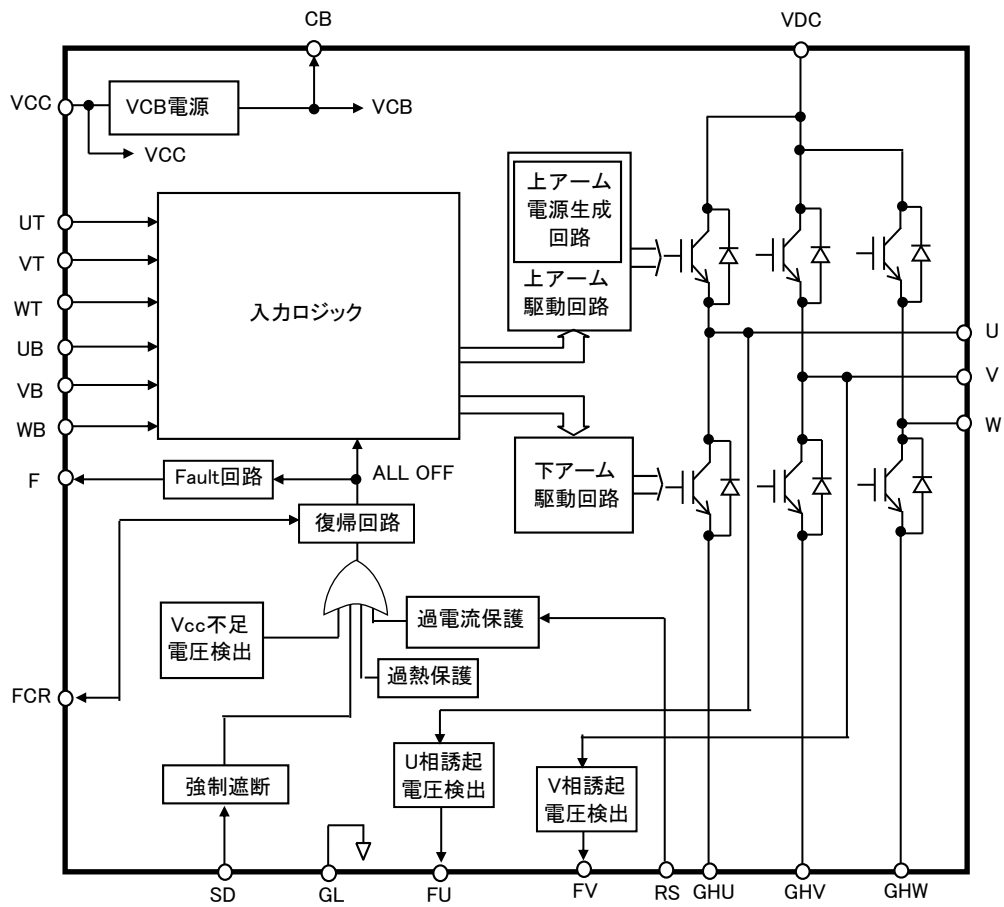 CB
VDC
VCC
VCB電源
VCB
VCC
UT
VT
WT
UB
VB
WB
入力ロジック
上アーム
電源生成
回路
上アーム
駆動回路
U
V
W
F
Fault回路
ALL OFF
下アーム
駆動回路
復帰回路
Vcc不足
電圧検出
過電流保護
過熱保護
FCR
強制遮断
U相誘起
電圧検出
V相誘起
電圧検出
SD
GL
FU
FV
RS
GHU
GHV
GHW